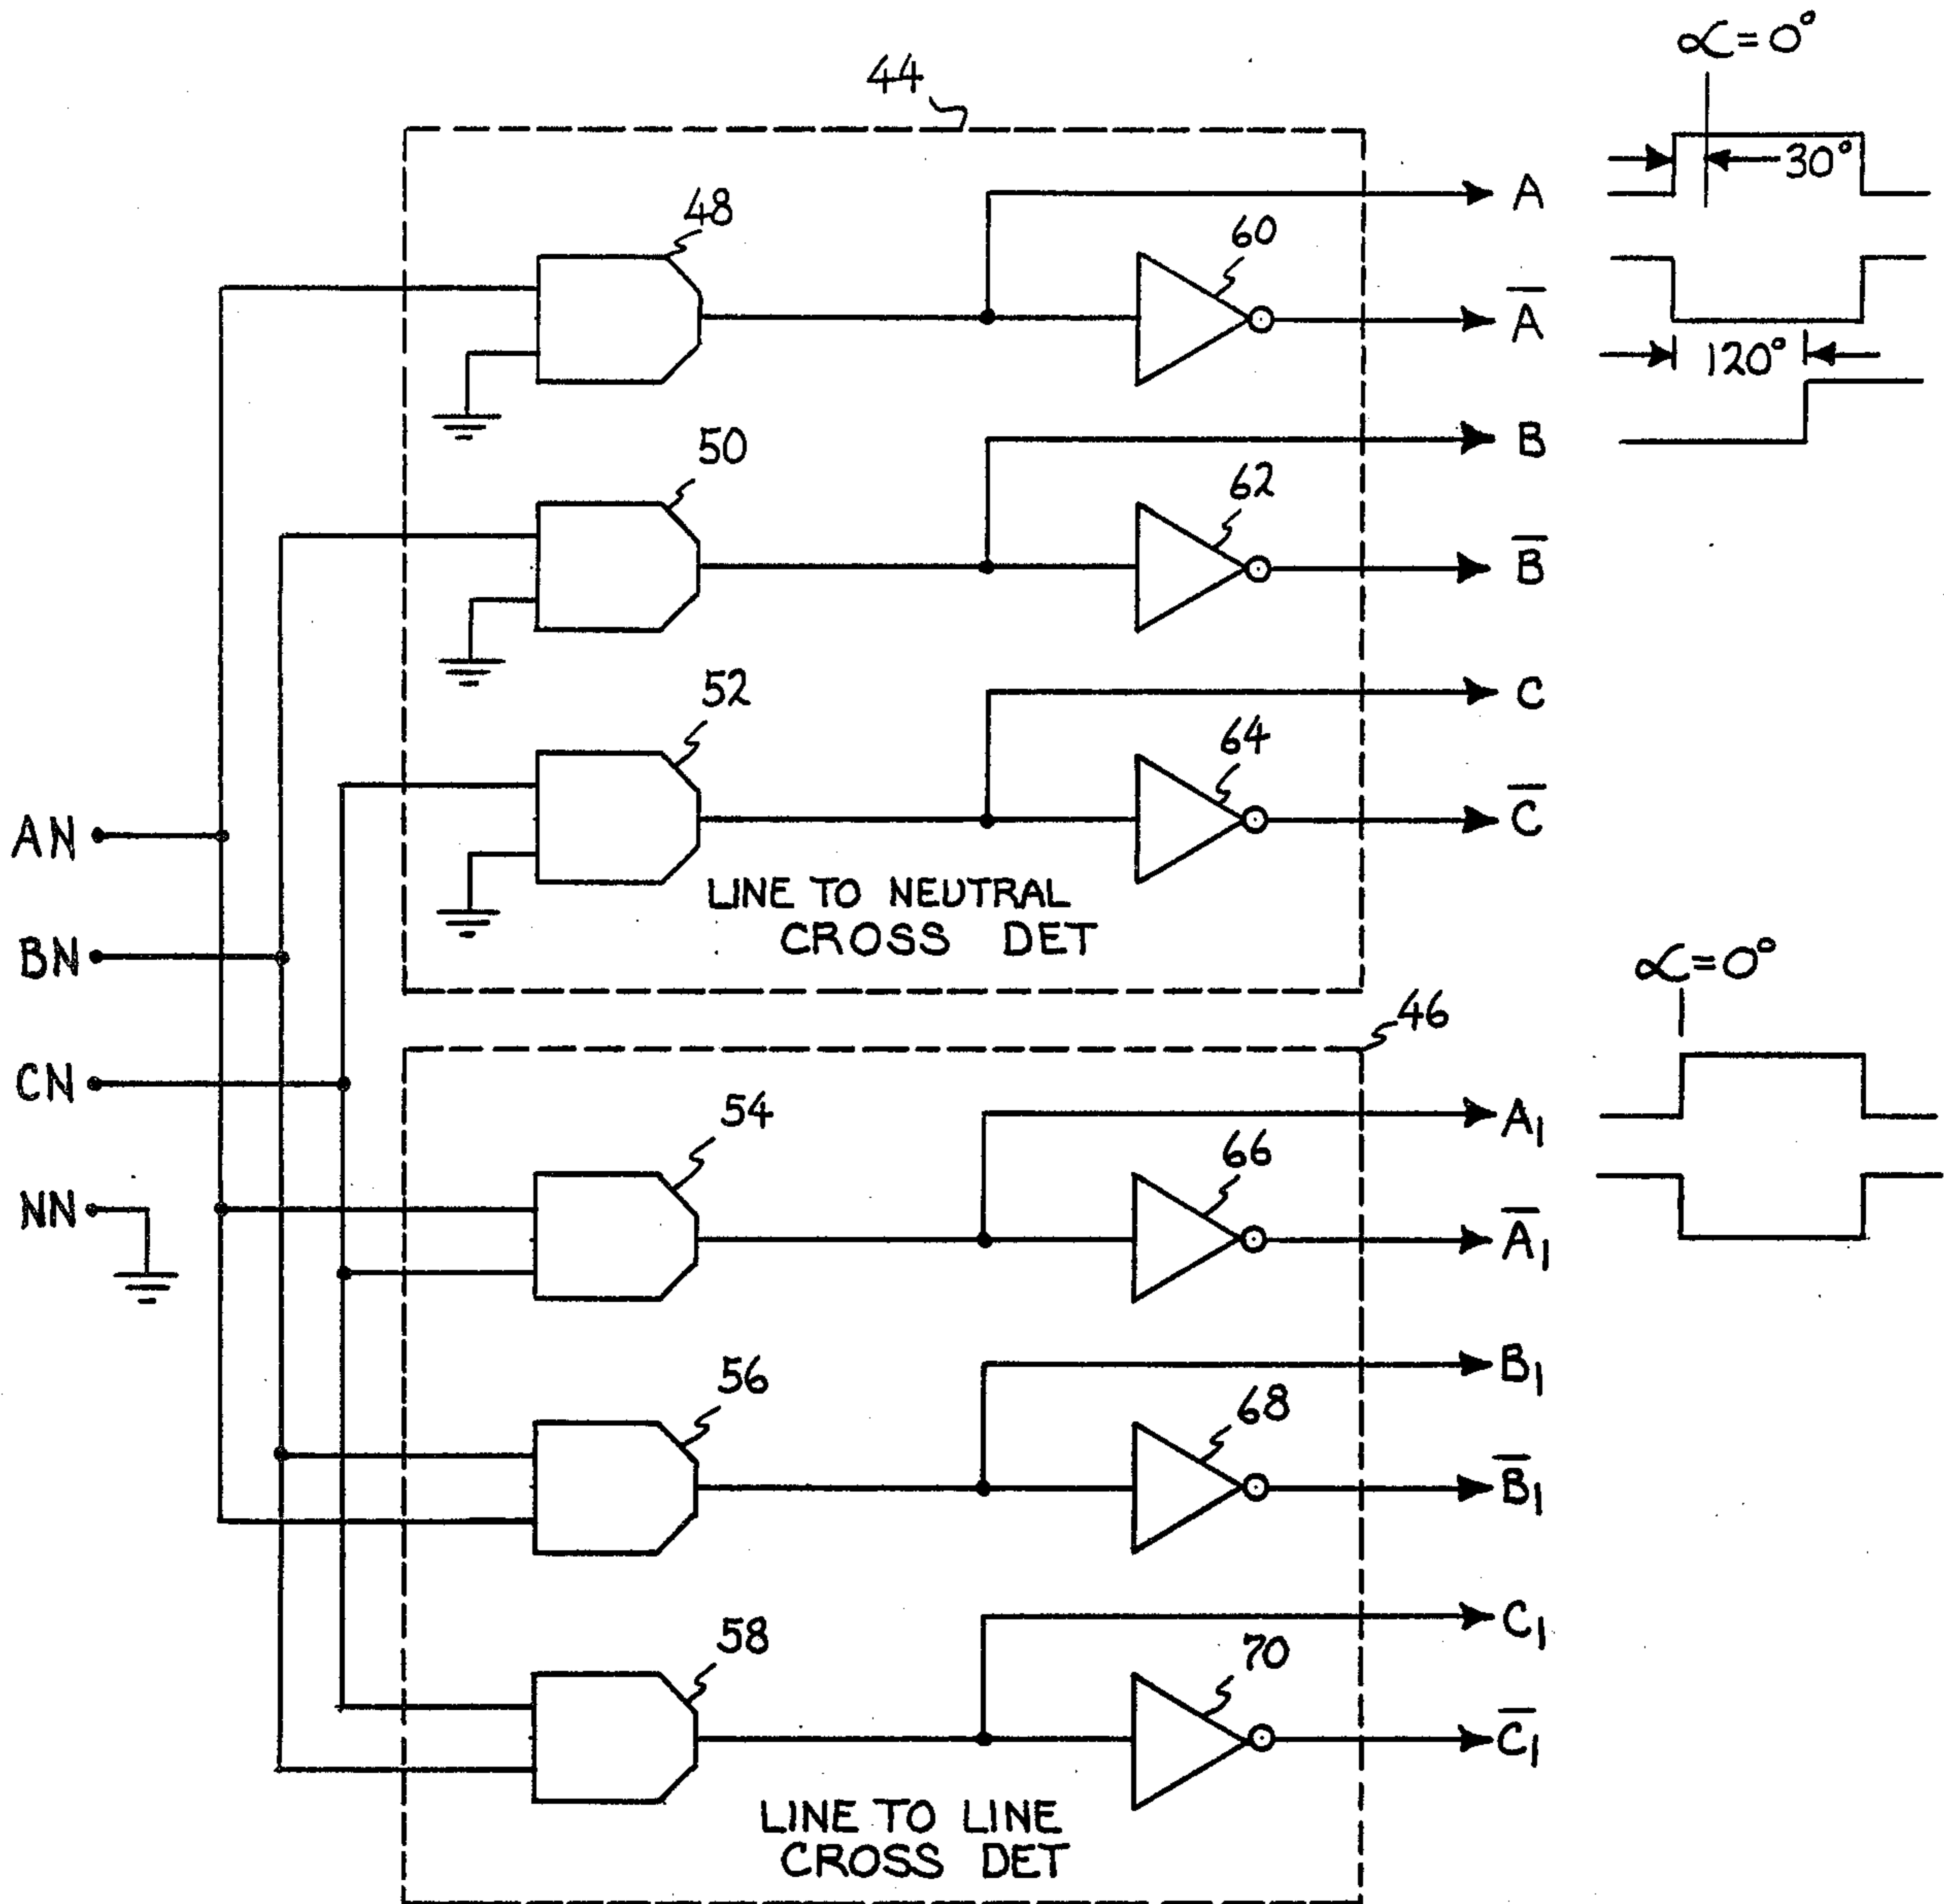 ∝=0°
44
30°
A
48
60
A̅
120°
50
B
62
B̅
52
C
64
C̅
AN
LINE TO NEUTRAL
CROSS DET
BN
∝=0°
46
CN
54
A₁
66
NN
A̅₁
56
B₁
68
B̅₁
58
C₁
70
C̅₁
LINE TO LINE
CROSS DET